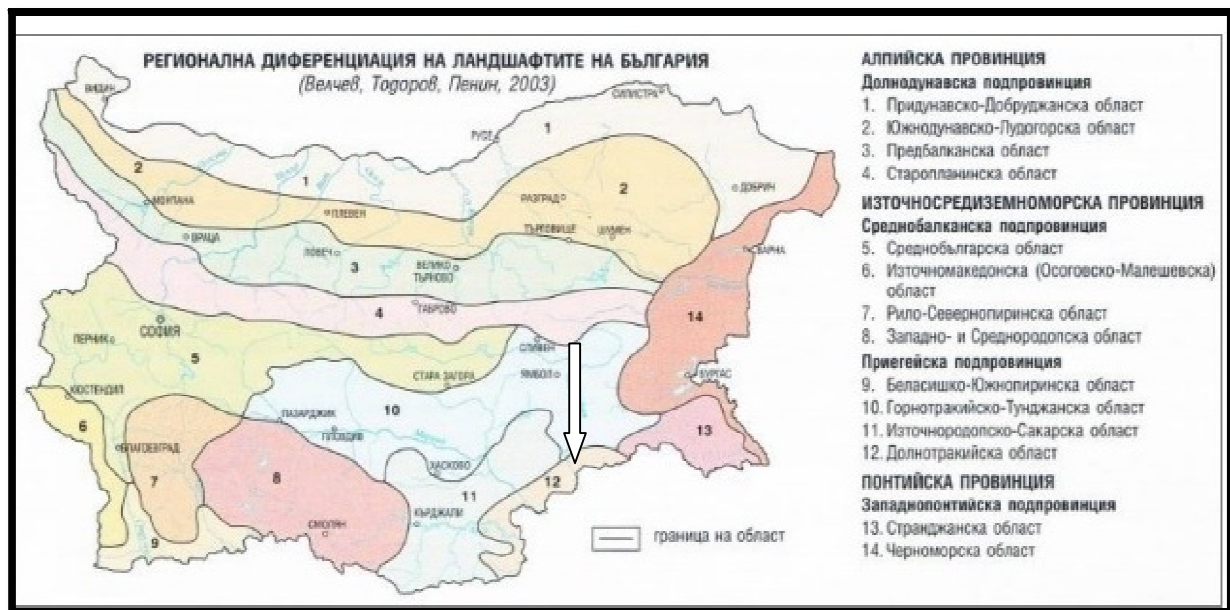 РЕГИОНАЛНА ДИФЕРЕНЦИАЦИЯ НА ЛАНДШАФТИТЕ НА БЪЛГАРИЯ
(Велчев, Тодоров, Пенин, 2003)
ВИДИН
СИЛИСТРА
РУСЕ
1
2
МОНТАНА
1
ПЛЕВЕН
РАЗГРАД
2
ДОБРИЧ
ВРАЦА
ЛОВЕЧ
3
ВЕЛИКО
ТЪРНОВО
ТЪРГОВИЩЕ
ШУМЕН
ВАРНА
4
ГАБРОВО
14
СОФИЯ
ПЕРНИК
5
СЛИВЕН
СТАРА ЗАГОРА
ЯМБОЛ
БУРГАС
КЮСТЕНДИЛ
6
БЛАГОЕВГРАД
ПАЗАРДЖИК
10
ПЛОВДИВ
13
ХАСКОВО
7
8
11
12
СМОЛЯН
КЪРДЖАЛИ
9
граница на област
АЛПИЙСКА ПРОВИНЦИЯ
Долнодунавска подпровинция
1. Придунавско-Добруджанска област
2. Южнодунавско-Лудогорска област
3. Предбалканска област
4. Старопланинска област
ИЗТОЧНОСРЕДИЗЕМНОМОРСКА ПРОВИНЦИЯ
Среднобалканска подпровинция
5. Среднобългарска област
6. Източномакедонска (Осоговско-Малешевска)
област
7. Рило-Севернопиринска област
8. Западно- и Среднородопска област
Приегейска подпровинция
9. Беласишко-Южнопиринска област
10. Горнотракийско-Тунджанска област
11. Източнородопско-Сакарска област
12. Долнотракийска област
ПОНТИЙСКА ПРОВИНЦИЯ
Западнопонтийска подпровинция
13. Странджанска област
14. Черноморска област